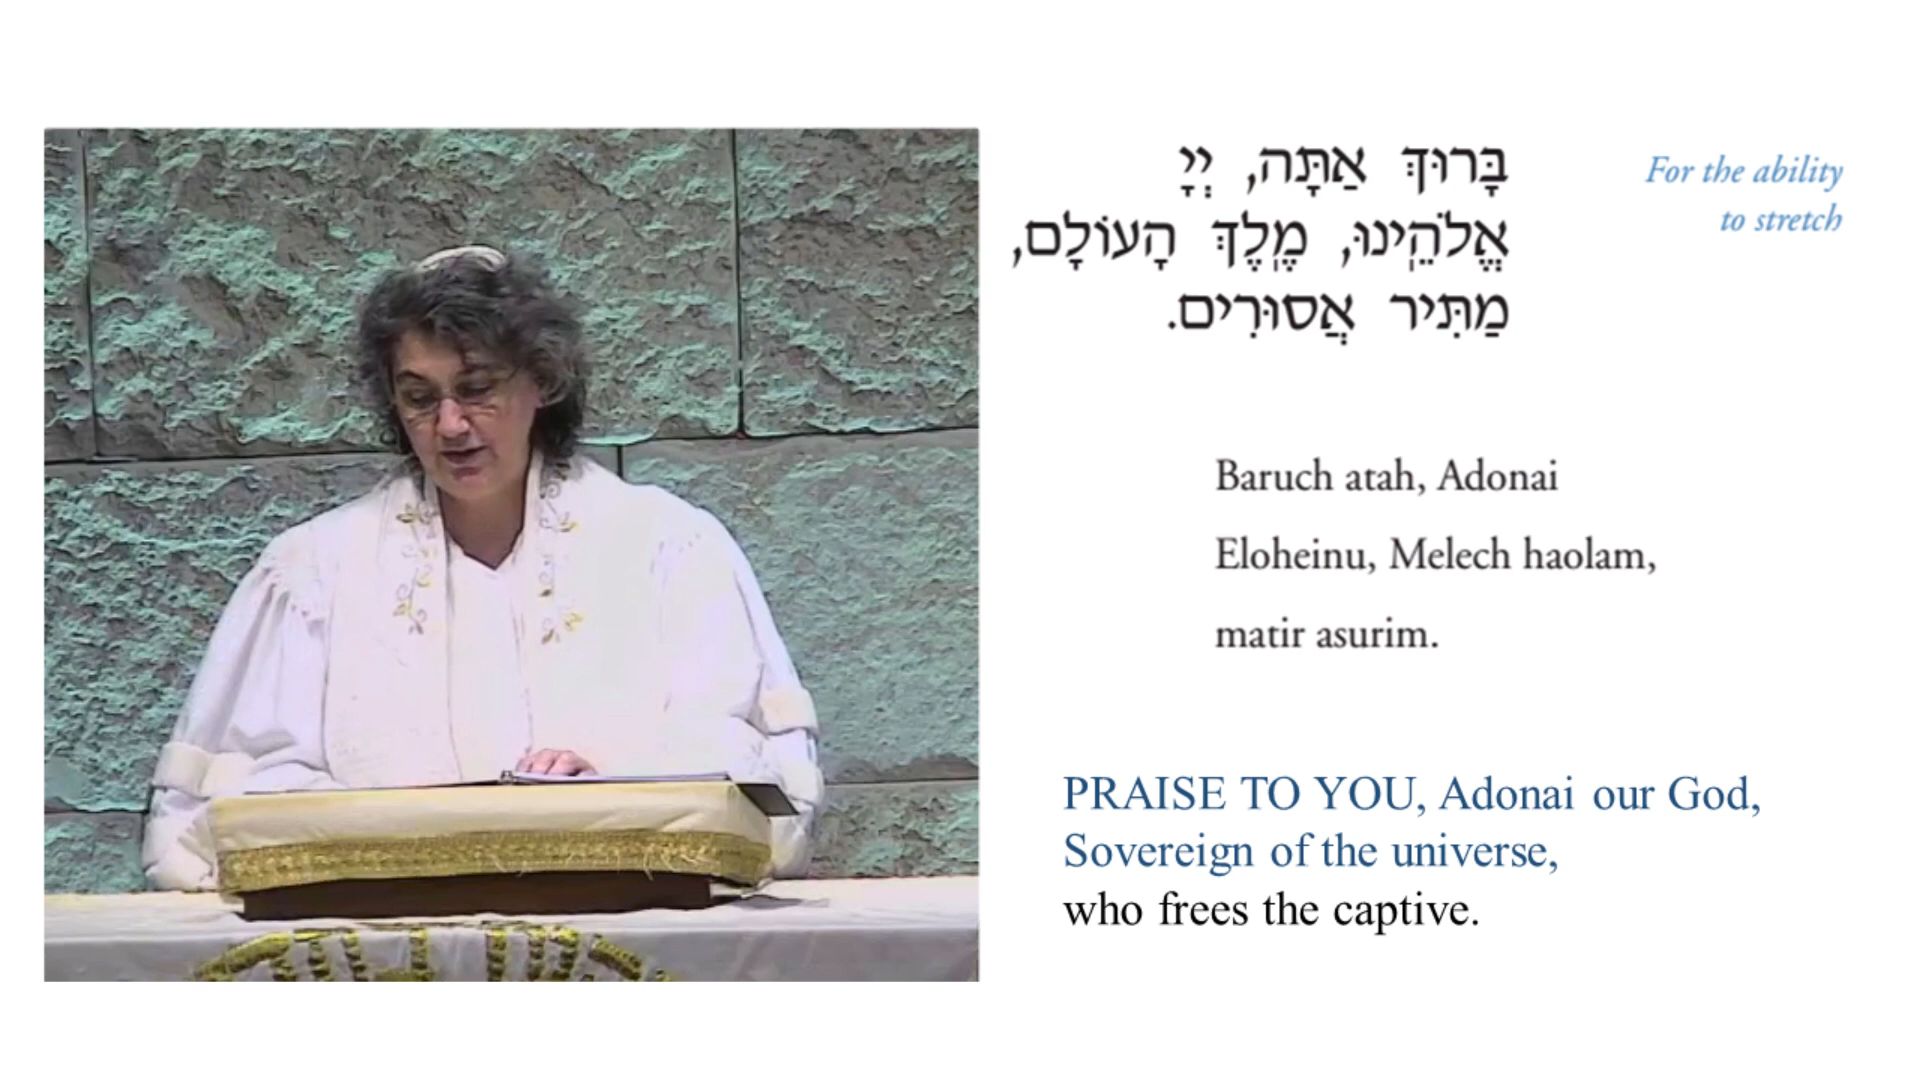 בָּרוּךְ אַתָּה, יְיָ
אֱלֹהֵֽינוּ, מֶֽלֶךְ הָעוֹלָם,
מַתִּיר אֲסוּרִים.
For the ability
to stretch
Baruch atah, Adonai
Eloheinu, Melech haolam,
matir asurim.
PRAISE TO YOU, Adonai our God,
Sovereign of the universe,
who frees the captive.